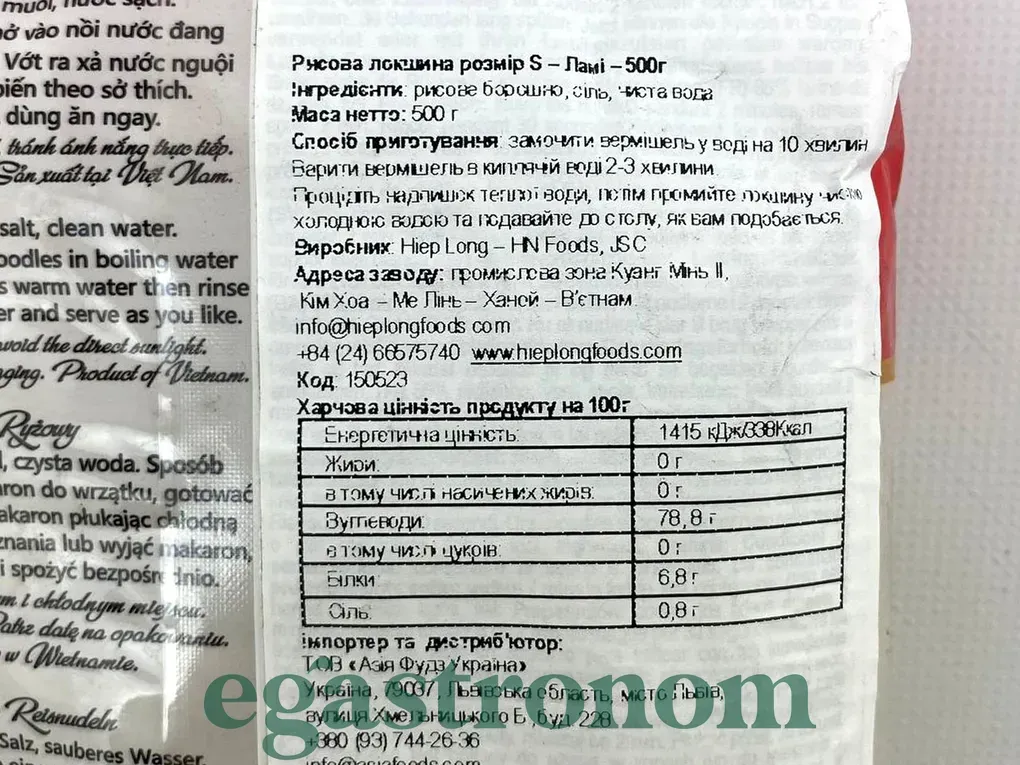 muối, nước sạch.
ở vào nồi nước đang
Vớt ra xả nước nguội
biến theo sở thích.
dùng ăn ngay.
tránh ánh nắng trực tiếp.
Sản xuất tại Việt Nam.
salt, clean water.
oodles in boiling water
s warm water then rinse
er and serve as you like.
void the direct sunlight.
ging. Product of Vietnam.
Ryżowy
l, czysta woda. Sposób
ron do wrzątku, gotować
akaron płukając chłodną
znania lub wyjąć makaron,
i spożyć bezpośrednio.
m i chłodnym miejscu.
Patrz datę na opakowaniu.
w Wietnamie.
Reisnudeln
Salz, sauberes Wasser.
Рисова локшина розмір S – Ламі – 500г
Інгредієнти: рисове борошно, сіль, чиста вода
Маса нетто: 500 г
Спосіб приготування: замочити вермішель у воді на 10 хвилин
Варити вермішель в киплячій воді 2-3 хвилини.
Процідіть надлишок теплої води, потім промийте локшину чистою
холодною водою та подавайте до столу, як вам подобається.
Виробник: Hiep Long – HN Foods, JSC
Адреса заводу: промислова зона Куанг Мінь II,
Кім Хоа – Ме Лінь – Ханой – В'єтнам
info@hieplongfoods com
+84 (24) 66575740 www.hieplongfoods.com
Код: 150523
Харчова цінність продукту на 100г
Енергетична цінність: 1415 кДж/338Ккал
Жири: 0 г
в тому числі насичених жирів: 0 г
Вуглеводи: 78,8 г
в тому числі цукрів: 0 г
Білки: 6,8 г
Сіль: 0,8 г
Імпортер та дистриб'ютор:
ТОВ «Азія Фудз Україна»
Україна, 79037, Львівська область, місто Львів,
вулиця Хмельницького Б, буд. 228
+380 (93) 744-26-36
info@asiafoods.com
egastronom